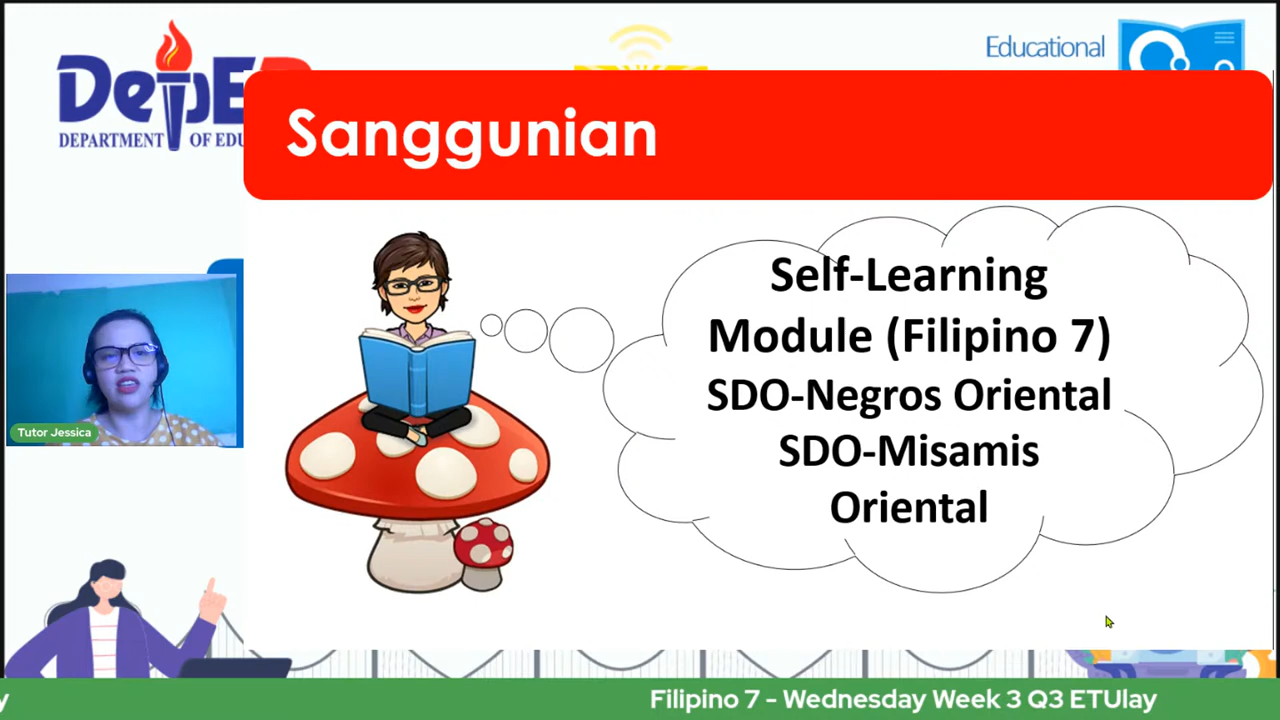 DepE
DEPARTMENT OF EDU
Educational
Sanggunian
Self-Learning
Module (Filipino 7)
SDO-Negros Oriental
SDO-Misamis
Oriental
Tutor Jessica
y
Filipino 7 - Wednesday Week 3 Q3 ETUlay